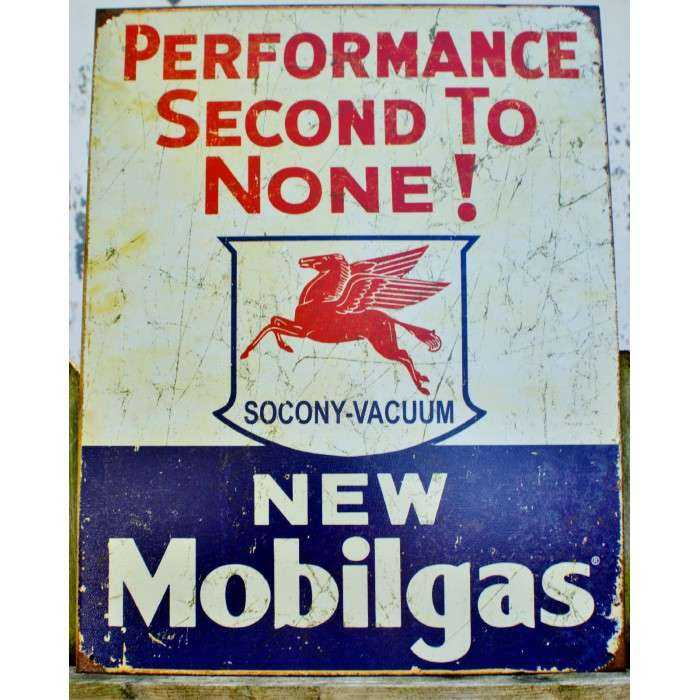 PERFORMANCE
SECOND TO
NONE!
SOCONY-VACUUM
NEW
Mobilgas®